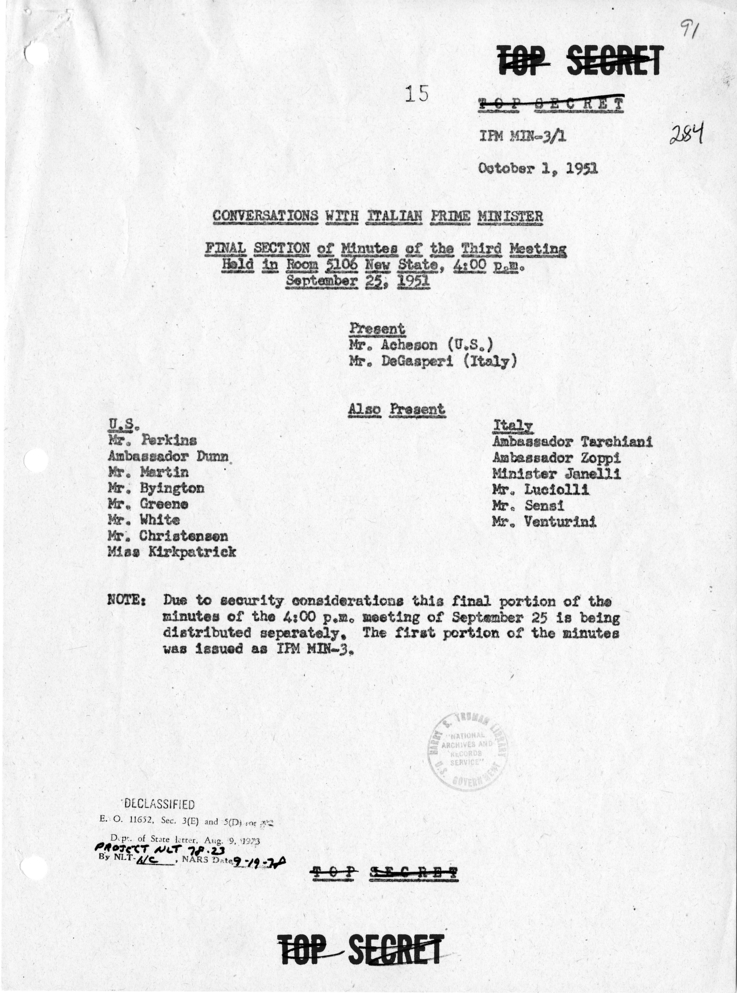 91
TOP SECRET
15
TOP SECRET
IPM MIN-3/1
284
October 1, 1951
CONVERSATIONS WITH ITALIAN PRIME MINISTER
FINAL SECTION of Minutes of the Third Meeting
Held in Room 5106 New State, 4:00 p.m.
September 25, 1951
Present
Mr. Acheson (U.S.)
Mr. DeGasperi (Italy)
Also Present
U.S.
Mr. Perkins
Ambassador Dunn
Mr. Martin
Mr. Byington
Mr. Greene
Mr. White
Mr. Christensen
Miss Kirkpatrick
Italy
Ambassador Tarchiani
Ambassador Zoppi
Minister Janelli
Mr. Luciolli
Mr. Sensi
Mr. Venturini
NOTE: Due to security considerations this final portion of the
minutes of the 4:00 p.m. meeting of September 25 is being
distributed separately. The first portion of the minutes
was issued as IPM MIN-3.
HARRY S. TRUMAN LIBRARY
"NATIONAL
ARCHIVES AND
RECORDS
SERVICE"
U.S. GOVERNMENT
DECLASSIFIED
E. O. 11652, Sec. 3(E) and 5(D) or
Dept. of State letter, Aug. 9, 1973
PROJECT NLT 78-23
By NLT-HC, NARS Date 9-19-78
TOP SECRET
TOP SECRET